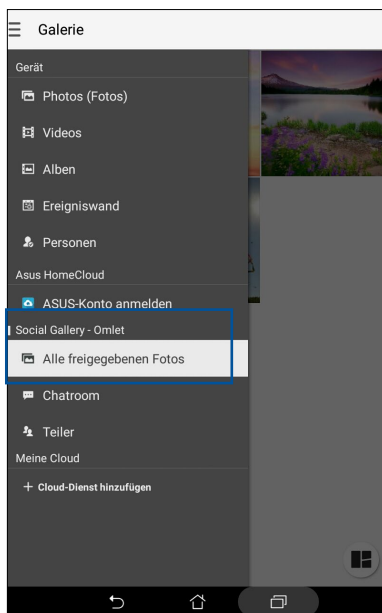 Galerie
Gerät
Photos (Fotos)
Videos
Alben
Ereigniswand
Personen
Asus HomeCloud
ASUS-Konto anmelden
Social Gallery - Omlet
Alle freigegebenen Fotos
Chatroom
Teiler
Meine Cloud
+ Cloud-Dienst hinzufügen